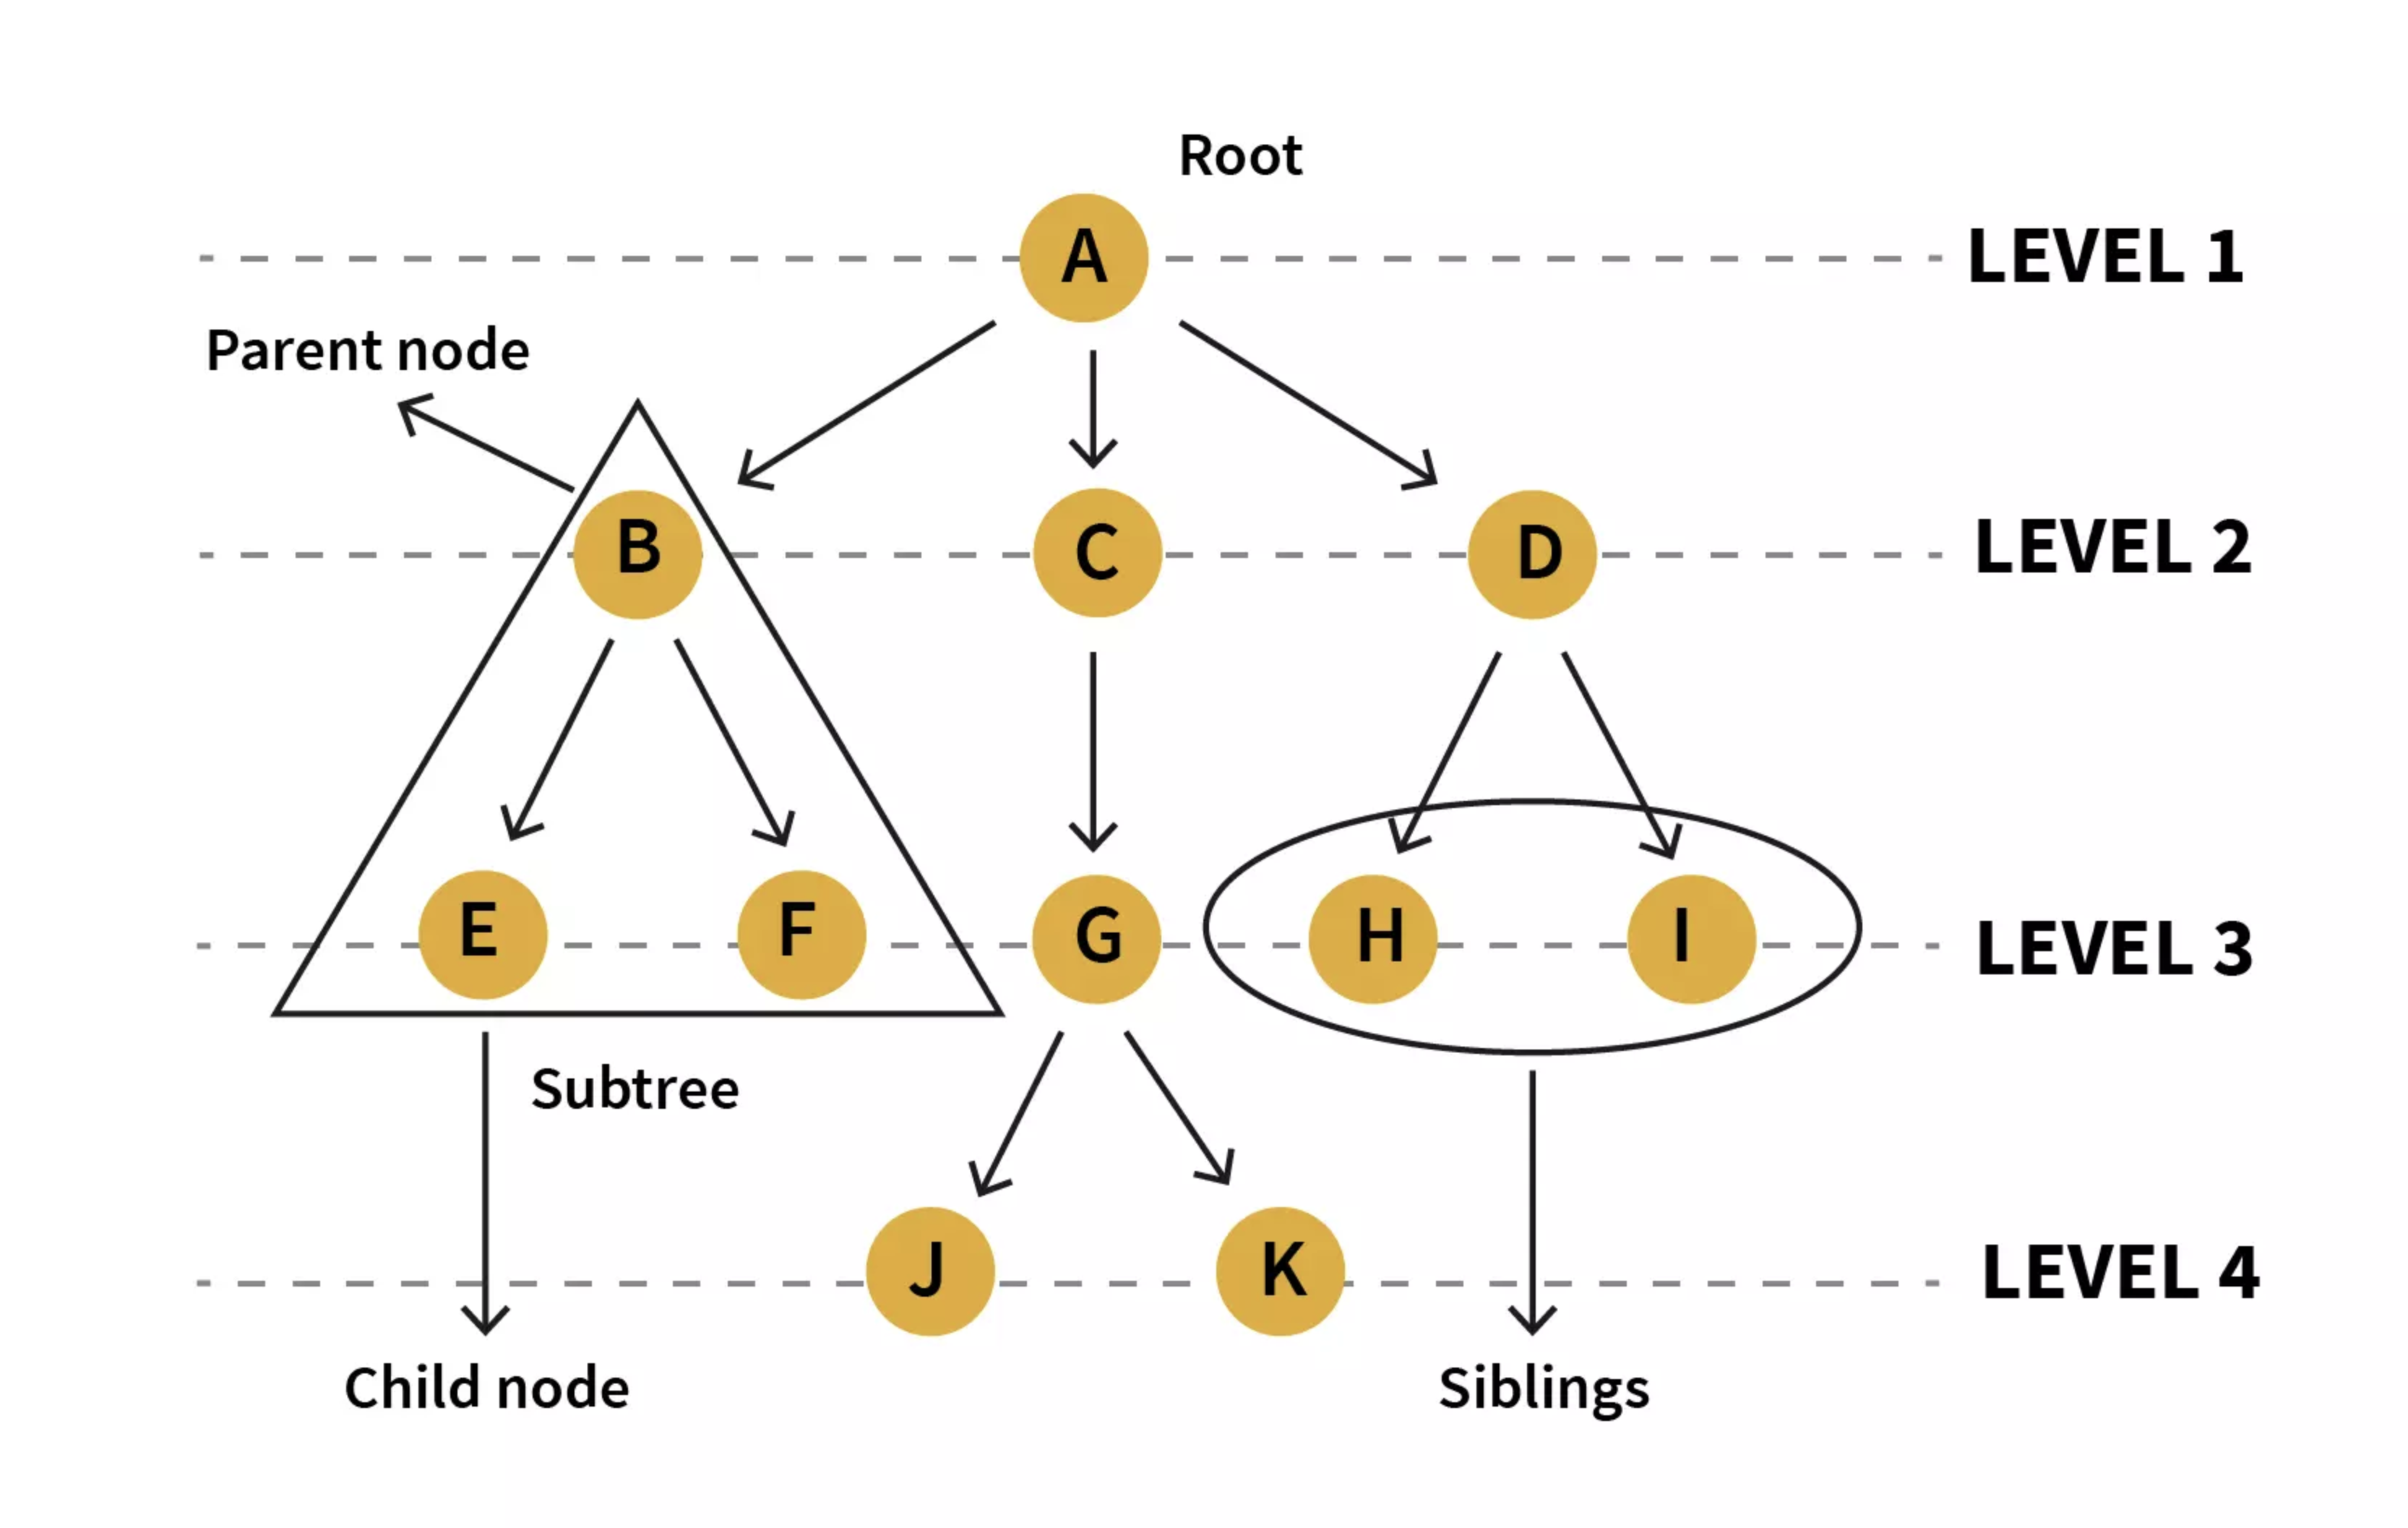 Root
A
LEVEL 1
Parent node
B
C
D
LEVEL 2
E
F
G
H
I
LEVEL 3
Subtree
J
K
LEVEL 4
Child node
Siblings